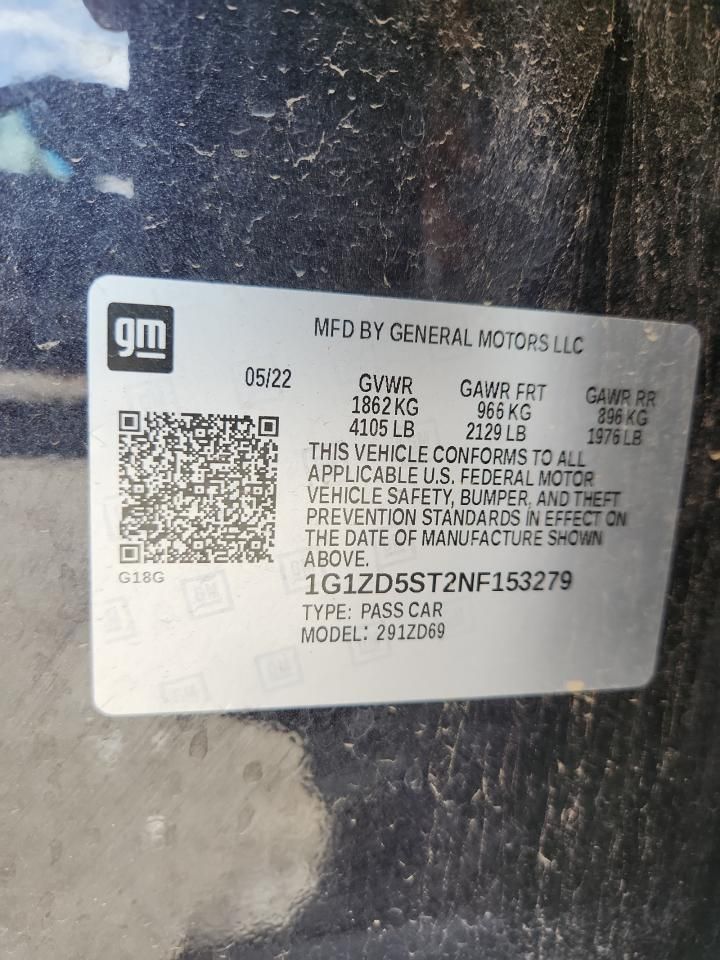 gm
MFD BY GENERAL MOTORS LLC
05/22
GVWR GAWR FRT GAWR RR
1862 KG 966 KG 896 KG
4105 LB 2129 LB 1976 LB
THIS VEHICLE CONFORMS TO ALL
APPLICABLE U.S. FEDERAL MOTOR
VEHICLE SAFETY, BUMPER, AND THEFT
PREVENTION STANDARDS IN EFFECT ON
THE DATE OF MANUFACTURE SHOWN
ABOVE.
G18G
1G1ZD5ST2NF153279
TYPE: PASS CAR
MODEL: 291ZD69